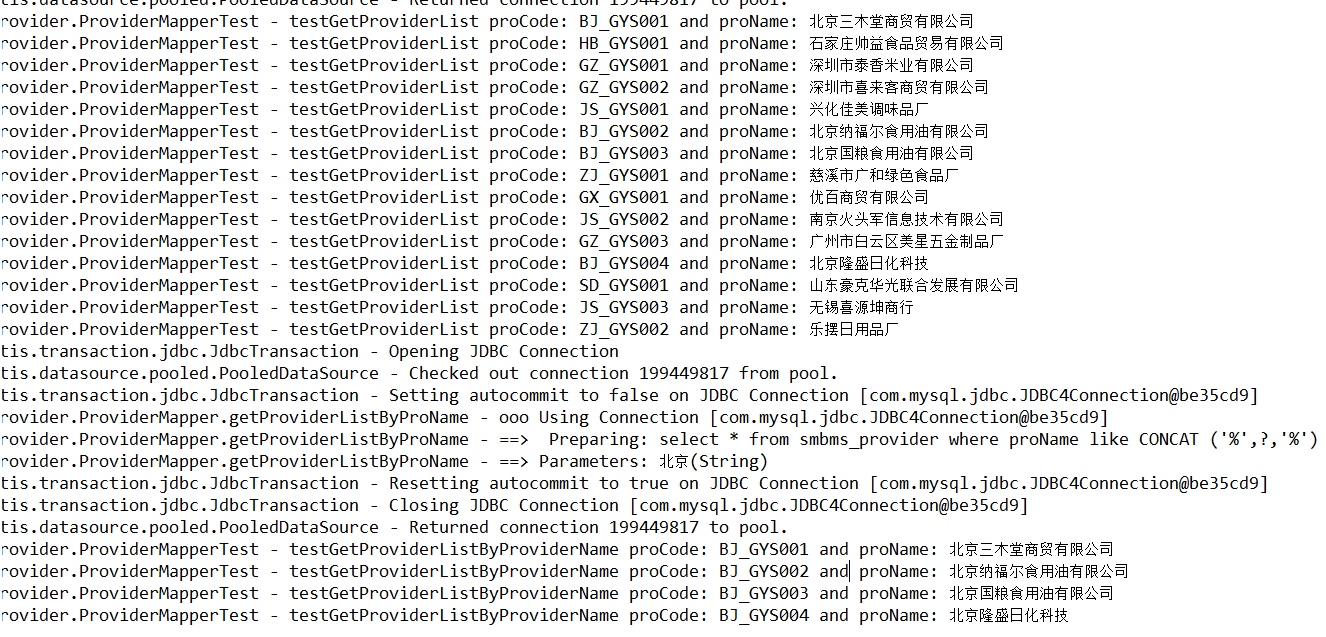 tis.datasource.pooled.PooledDataSource - Returned connection 199449817 to pool.
rovider.ProviderMapperTest - testGetProviderList proCode: BJ_GYS001 and proName: 北京三木堂商贸有限公司
rovider.ProviderMapperTest - testGetProviderList proCode: HB_GYS001 and proName: 石家庄帅益食品贸易有限公司
rovider.ProviderMapperTest - testGetProviderList proCode: GZ_GYS001 and proName: 深圳市泰香米业有限公司
rovider.ProviderMapperTest - testGetProviderList proCode: GZ_GYS002 and proName: 深圳市喜来客商贸有限公司
rovider.ProviderMapperTest - testGetProviderList proCode: JS_GYS001 and proName: 兴化佳美调味品厂
rovider.ProviderMapperTest - testGetProviderList proCode: BJ_GYS002 and proName: 北京纳福尔食用油有限公司
rovider.ProviderMapperTest - testGetProviderList proCode: BJ_GYS003 and proName: 北京国粮食用油有限公司
rovider.ProviderMapperTest - testGetProviderList proCode: ZJ_GYS001 and proName: 慈溪市广和绿色食品厂
rovider.ProviderMapperTest - testGetProviderList proCode: GX_GYS001 and proName: 优百商贸有限公司
rovider.ProviderMapperTest - testGetProviderList proCode: JS_GYS002 and proName: 南京火头军信息技术有限公司
rovider.ProviderMapperTest - testGetProviderList proCode: GZ_GYS003 and proName: 广州市白云区美星五金制品厂
rovider.ProviderMapperTest - testGetProviderList proCode: BJ_GYS004 and proName: 北京隆盛日化科技
rovider.ProviderMapperTest - testGetProviderList proCode: SD_GYS001 and proName: 山东豪克华光联合发展有限公司
rovider.ProviderMapperTest - testGetProviderList proCode: JS_GYS003 and proName: 无锡喜源坤商行
rovider.ProviderMapperTest - testGetProviderList proCode: ZJ_GYS002 and proName: 乐摆日用品厂
tis.transaction.jdbc.JdbcTransaction - Opening JDBC Connection
tis.datasource.pooled.PooledDataSource - Checked out connection 199449817 from pool.
tis.transaction.jdbc.JdbcTransaction - Setting autocommit to false on JDBC Connection [com.mysql.jdbc.JDBC4Connection@be35cd9]
rovider.ProviderMapper.getProviderListByProName - ooo Using Connection [com.mysql.jdbc.JDBC4Connection@be35cd9]
rovider.ProviderMapper.getProviderListByProName - ==>  Preparing: select * from smbms_provider where proName like CONCAT ('%',?,'%')
rovider.ProviderMapper.getProviderListByProName - ==> Parameters: 北京(String)
tis.transaction.jdbc.JdbcTransaction - Resetting autocommit to true on JDBC Connection [com.mysql.jdbc.JDBC4Connection@be35cd9]
tis.transaction.jdbc.JdbcTransaction - Closing JDBC Connection [com.mysql.jdbc.JDBC4Connection@be35cd9]
tis.datasource.pooled.PooledDataSource - Returned connection 199449817 to pool.
rovider.ProviderMapperTest - testGetProviderListByProviderName proCode: BJ_GYS001 and proName: 北京三木堂商贸有限公司
rovider.ProviderMapperTest - testGetProviderListByProviderName proCode: BJ_GYS002 and proName: 北京纳福尔食用油有限公司
rovider.ProviderMapperTest - testGetProviderListByProviderName proCode: BJ_GYS003 and proName: 北京国粮食用油有限公司
rovider.ProviderMapperTest - testGetProviderListByProviderName proCode: BJ_GYS004 and proName: 北京隆盛日化科技